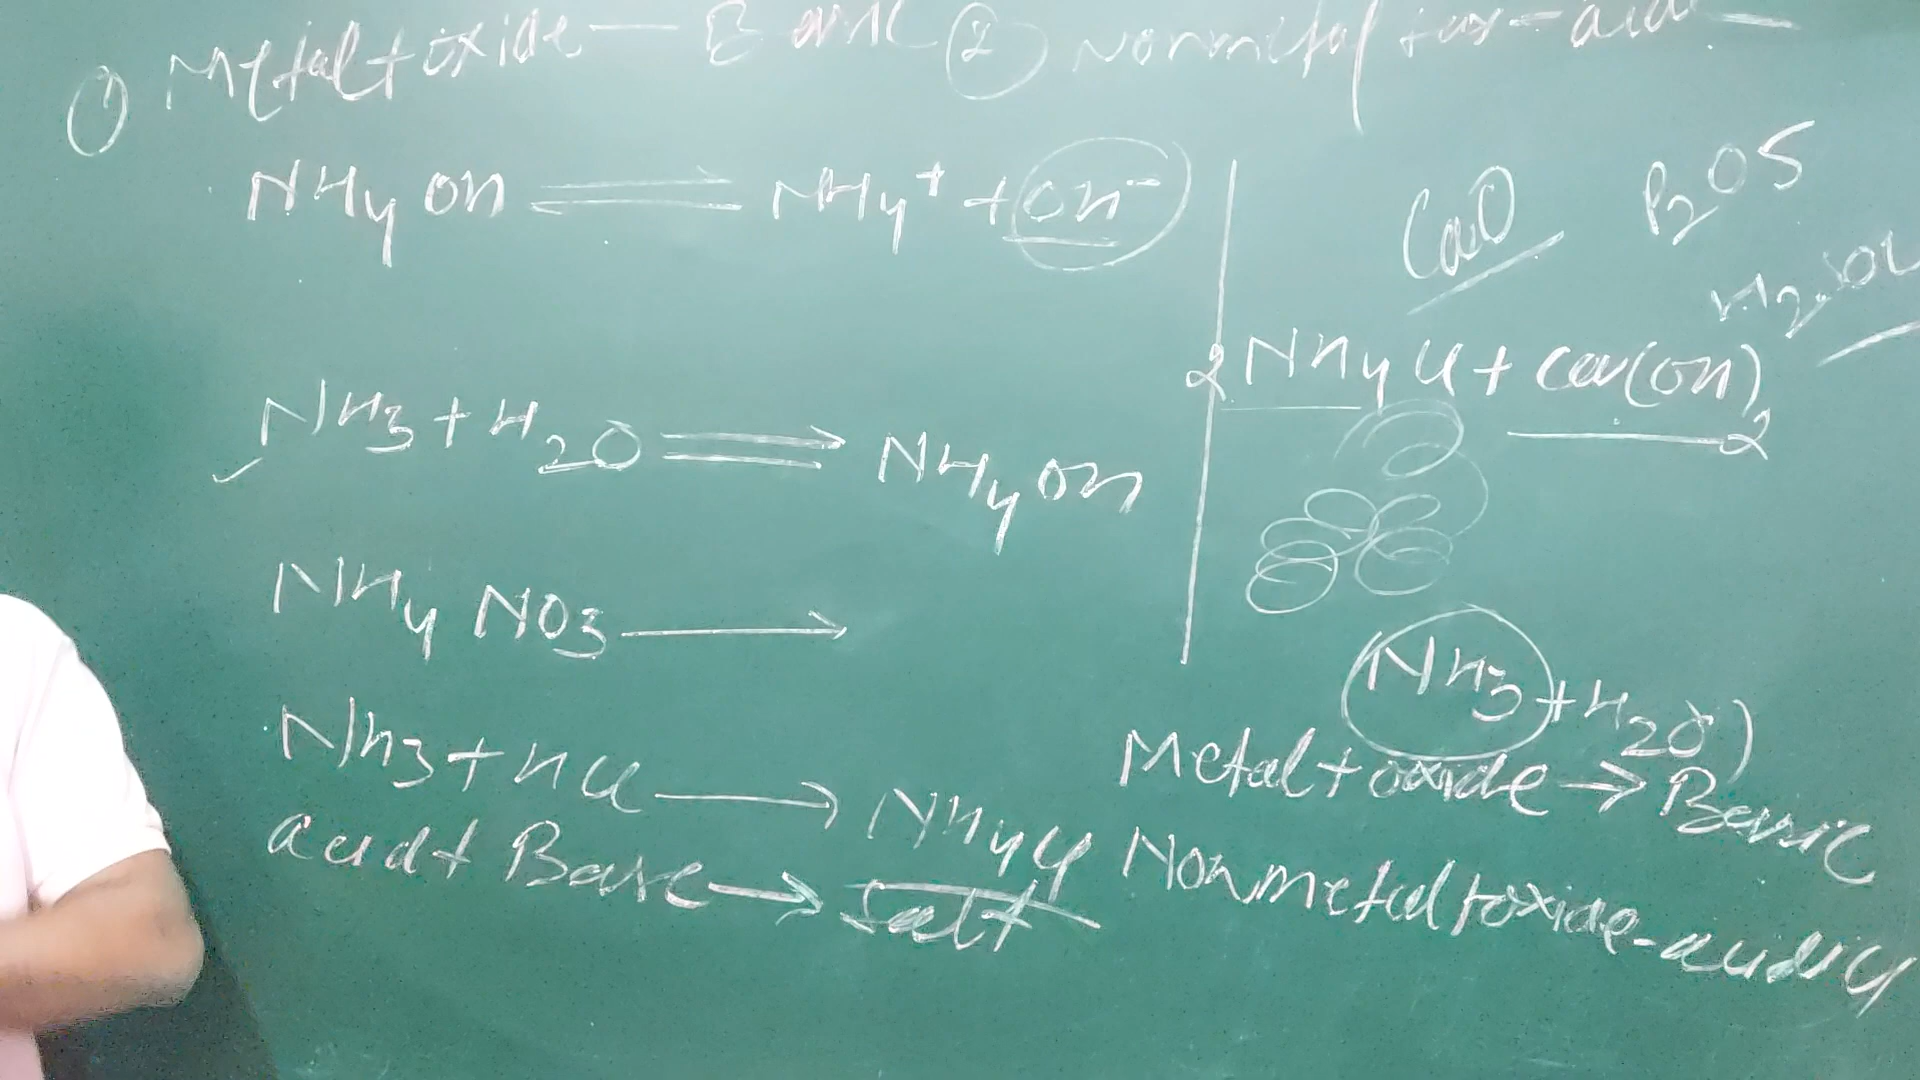 ① Metal + oxide — Basic ② Nonmetal + ox - acid
NH4OH ⇌ NH4+ + OH-
CaO P2O5
H2SO4
2NH4Cl + Ca(OH)2
NH3 + H2O ⇌ NH4OH
NH4NO3 →
NH3 + H2O)
NH3 + HCl → NH4Cl
acid + Base → Salt
Metal + oxide → Basic
Nonmetal + oxide - acidic